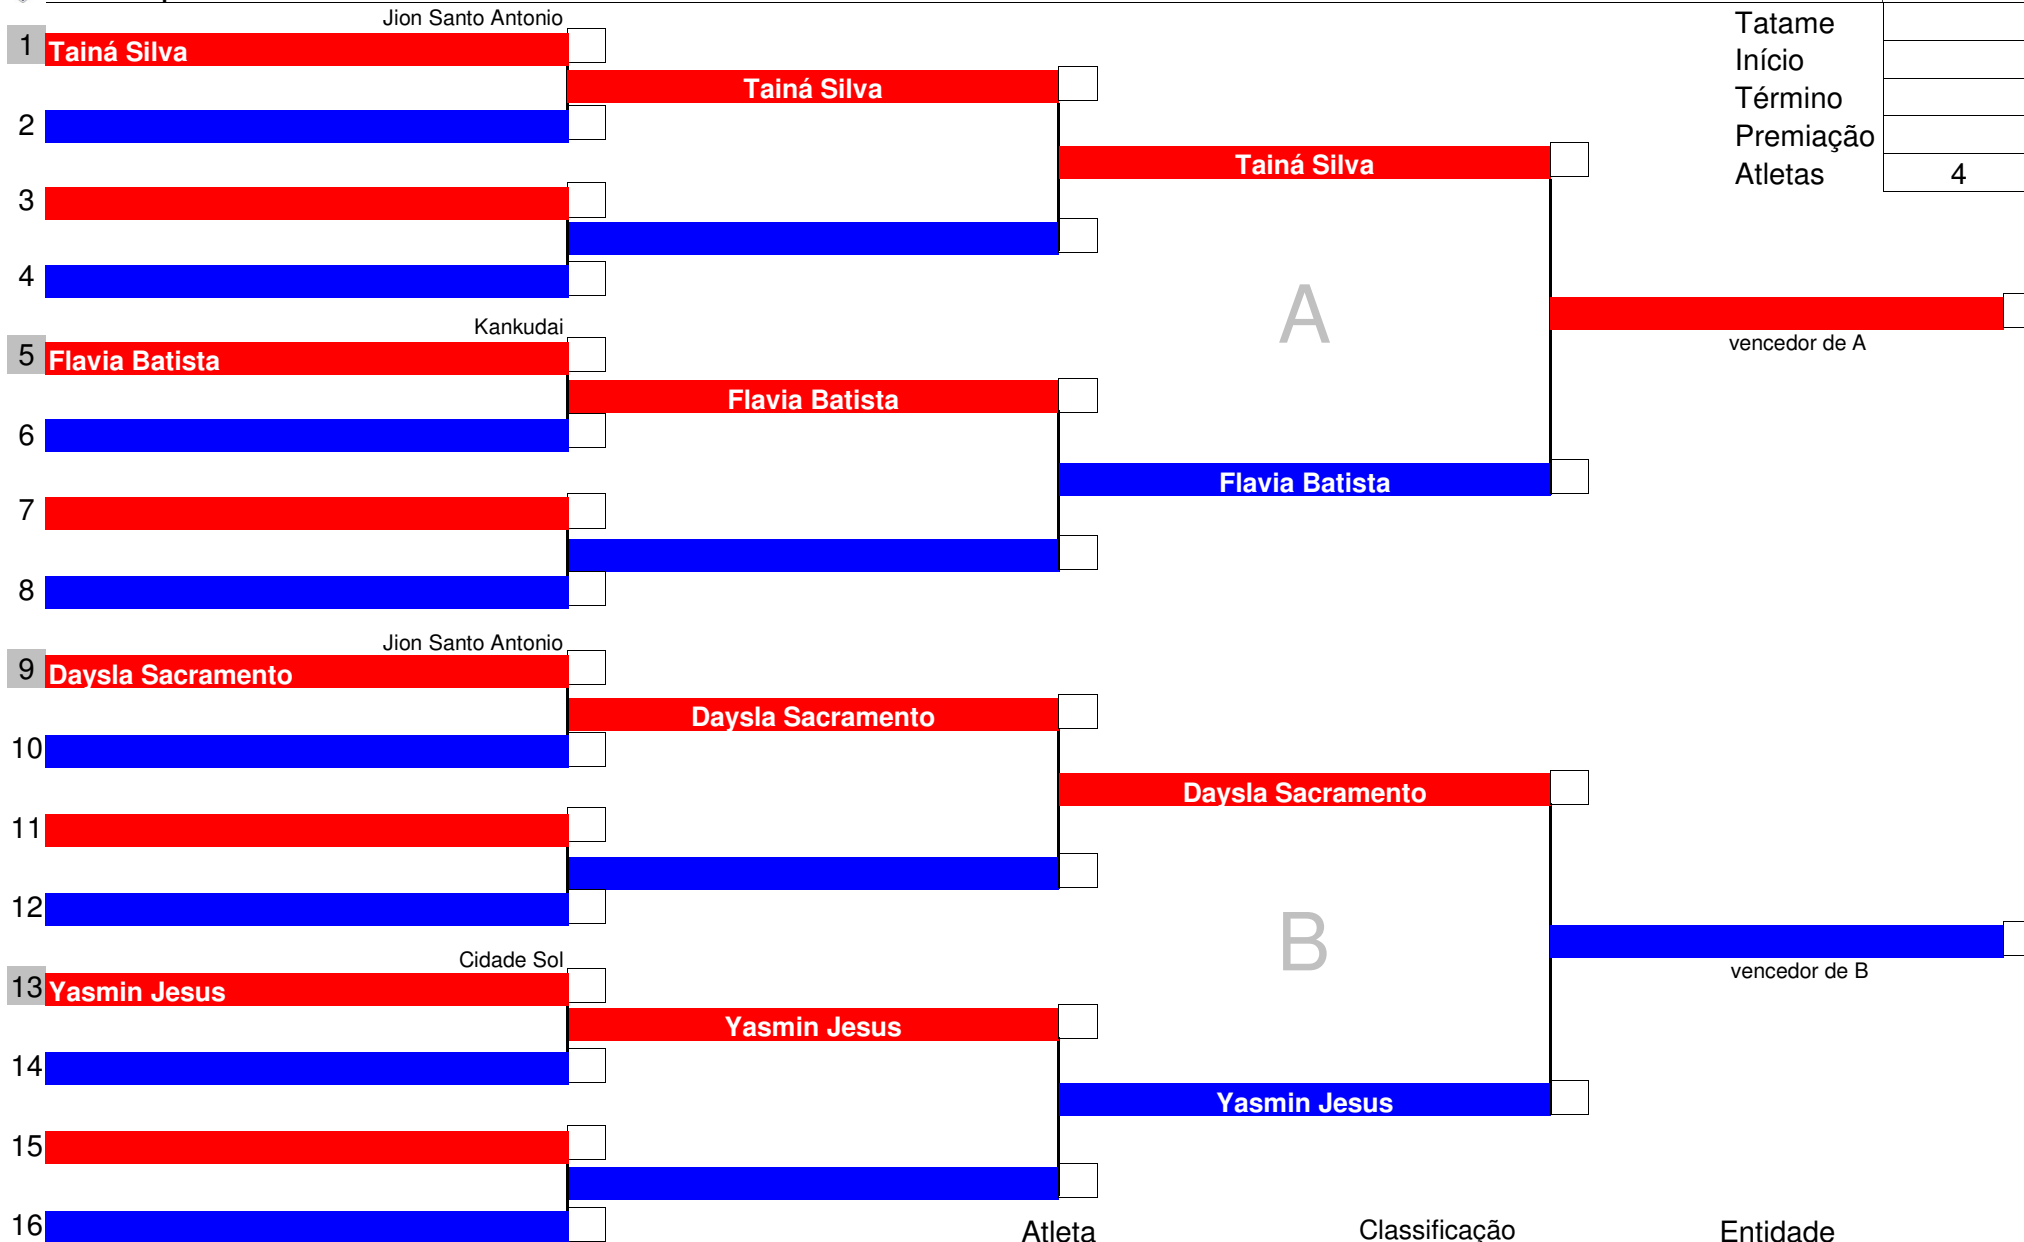 Jion Santo Antonio
Tatame
1 Tainá Silva
Início
Tainá Silva
Término
2
Premiação
Tainá Silva
Atletas 4
3
4
A
Kankudai
vencedor de A
5 Flavia Batista
Flavia Batista
6
Flavia Batista
7
8
Jion Santo Antonio
9 Daysla Sacramento
Daysla Sacramento
10
Daysla Sacramento
11
12
B
Cidade Sol
vencedor de B
13 Yasmin Jesus
Yasmin Jesus
14
Yasmin Jesus
15
16
Atleta Classificação Entidade